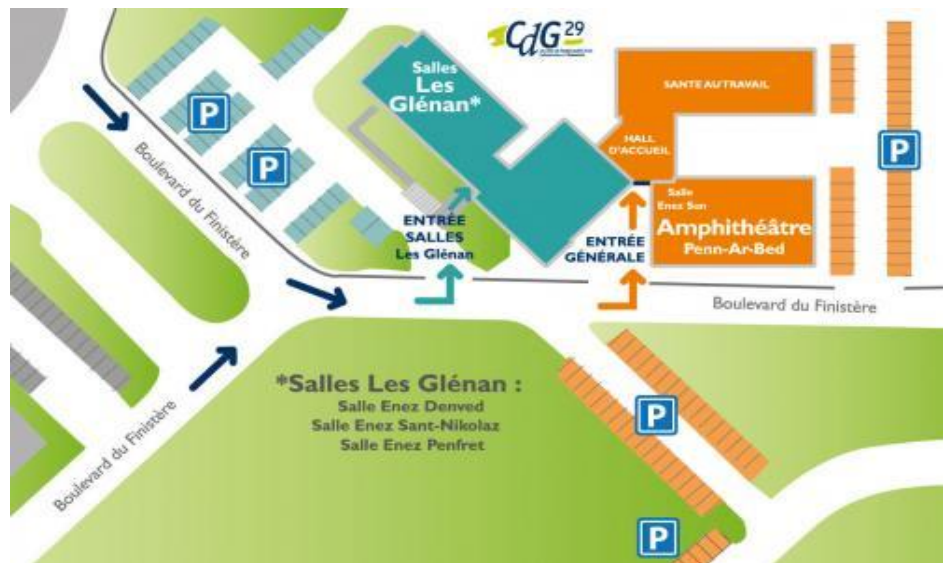 CdG 29
Salles
Les
Glénan*
SANTE AU TRAVAIL
HALL
D'ACCUEIL
P
P
P
Salle
Enez Sun
Amphithéâtre
Penn-Ar-Bed
Boulevard du Finistère
ENTRÉE
SALLES
Les Glénan
ENTRÉE
GÉNÉRALE
Boulevard du Finistère
*Salles Les Glénan :
Salle Enez Denved
Salle Enez Sant-Nikolaz
Salle Enez Penfret
Boulevard du Finistère
P
P